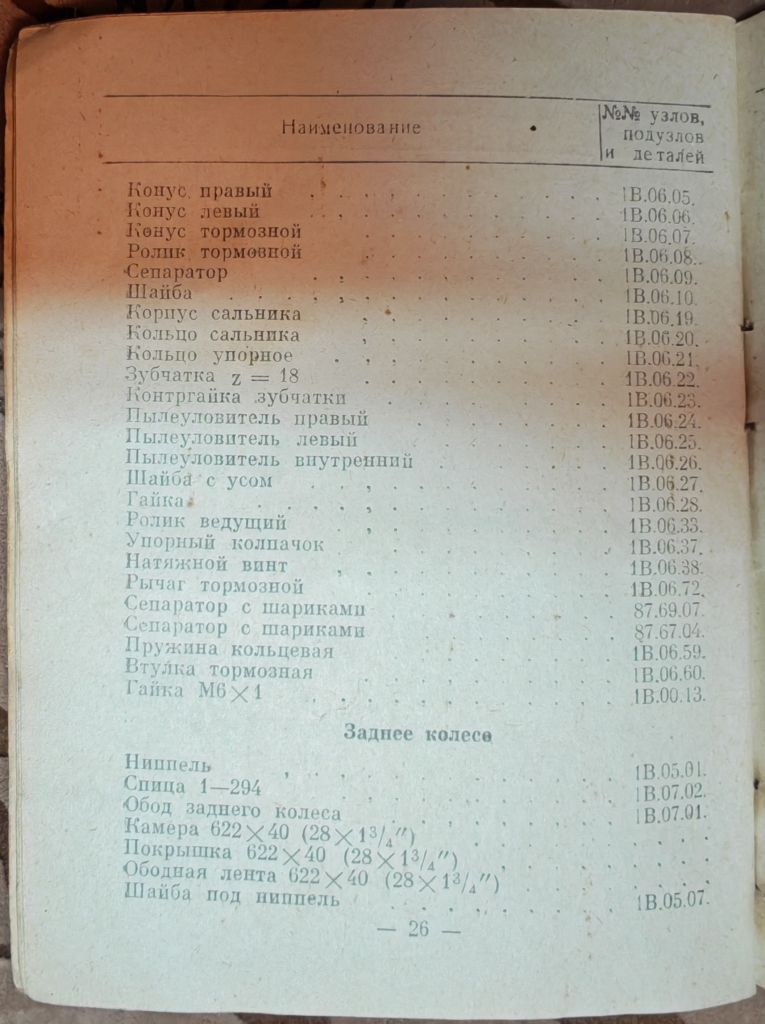 Наименование
№№ узлов,
подузлов
и деталей
Конус правый . . . . . . . . 1В.06.05.
Конус левый . . . . . . . . 1В.06.06.
Конус тормозной . . . . . . . 1В.06.07.
Ролик тормозной . . . . . . . 1В.06.08.
Сепаратор . . . . . . . . 1В.06.09.
Шайба . . . . . . . . . . 1В.06.10.
Корпус сальника . . . . . . . 1В.06.19.
Кольцо сальника . . . . . . . 1В.06.20.
Кольцо упорное . . . . . . . 1В.06.21.
Зубчатка z = 18 . . . . . . . 1В.06.22.
Контргайка зубчатки . . . . . . 1В.06.23.
Пылеуловитель правый . . . . . 1В.06.24.
Пылеуловитель левый . . . . . 1В.06.25.
Пылеуловитель внутренний . . . . 1В.06.26.
Шайба с усом . . . . . . . . 1В.06.27.
Гайка . . . . . . . . . . 1В.06.28.
Ролик ведущий . . . . . . . 1В.06.33.
Упорный колпачок . . . . . . 1В.06.37.
Натяжной винт . . . . . . . 1В.06.38.
Рычаг тормозной . . . . . . . 1В.06.72.
Сепаратор с шариками . . . . . 87.69.07.
Сепаратор с шариками . . . . . 87.67.04.
Пружина кольцевая . . . . . . 1В.06.59.
Втулка тормозная . . . . . . 1В.06.60.
Гайка М6×1 . . . . . . . . 1В.00.13.
Заднее колесо
Ниппель . . . . . . . . . 1В.05.01.
Спица 1—294 . . . . . . . . 1В.07.02.
Обод заднего колеса . . . . . . 1В.07.01.
Камера 622×40 (28×1³/₄″) . . . . .
Покрышка 622×40 (28×1³/₄″) . . . . .
Ободная лента 622×40 (28×1³/₄″) . . . .
Шайба под ниппель . . . . . . 1В.05.07.
— 26 —